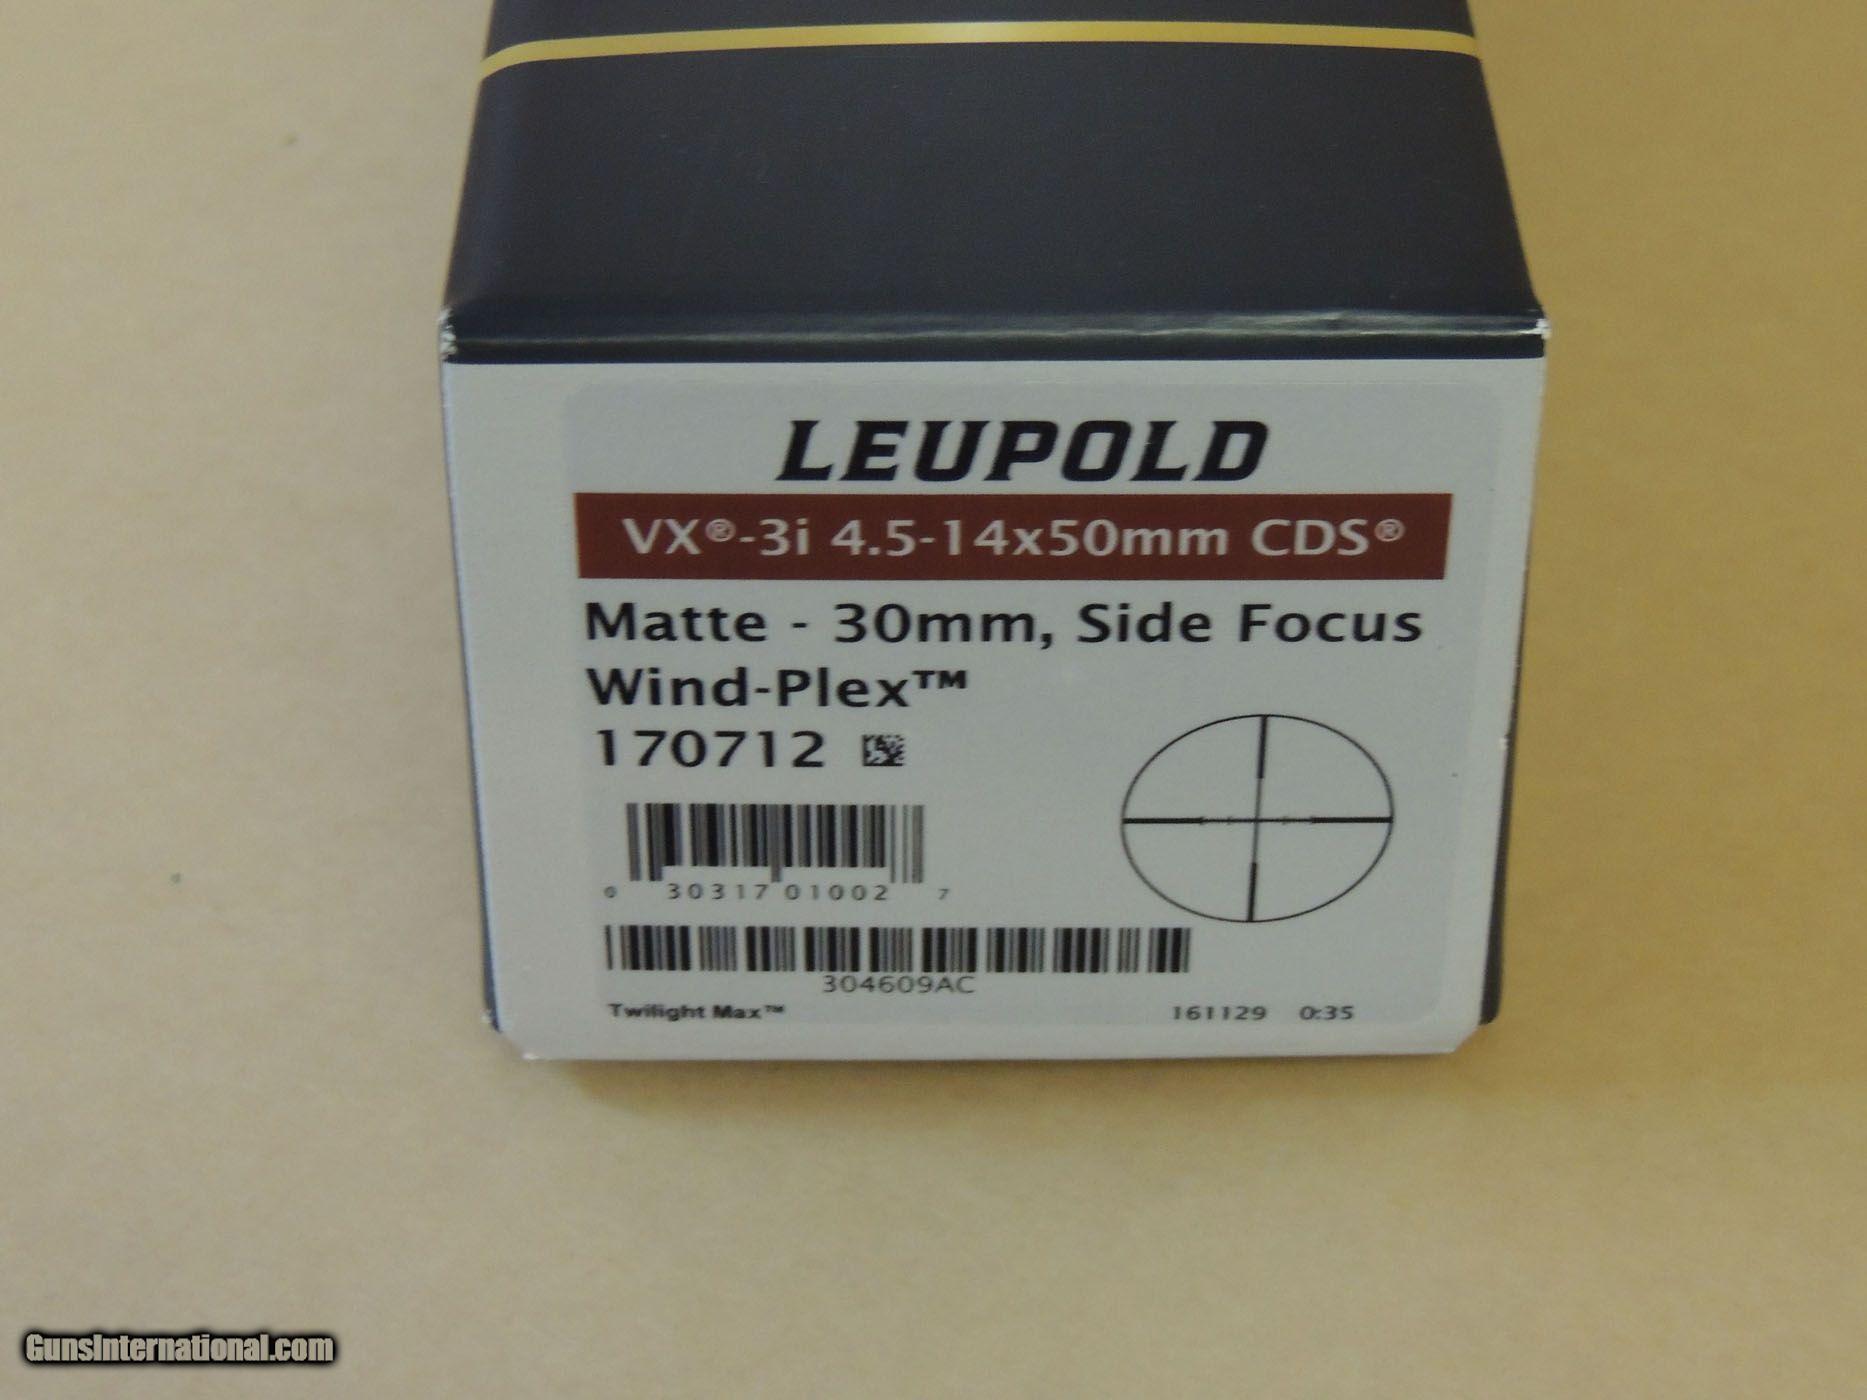 LEUPOLD
VX®-3i 4.5-14x50mm CDS®
Matte - 30mm, Side Focus
Wind-Plex™
170712
0 30317 01002 7
304609AC
Twilight Max™ 161129 0:35
GunsInternational.com